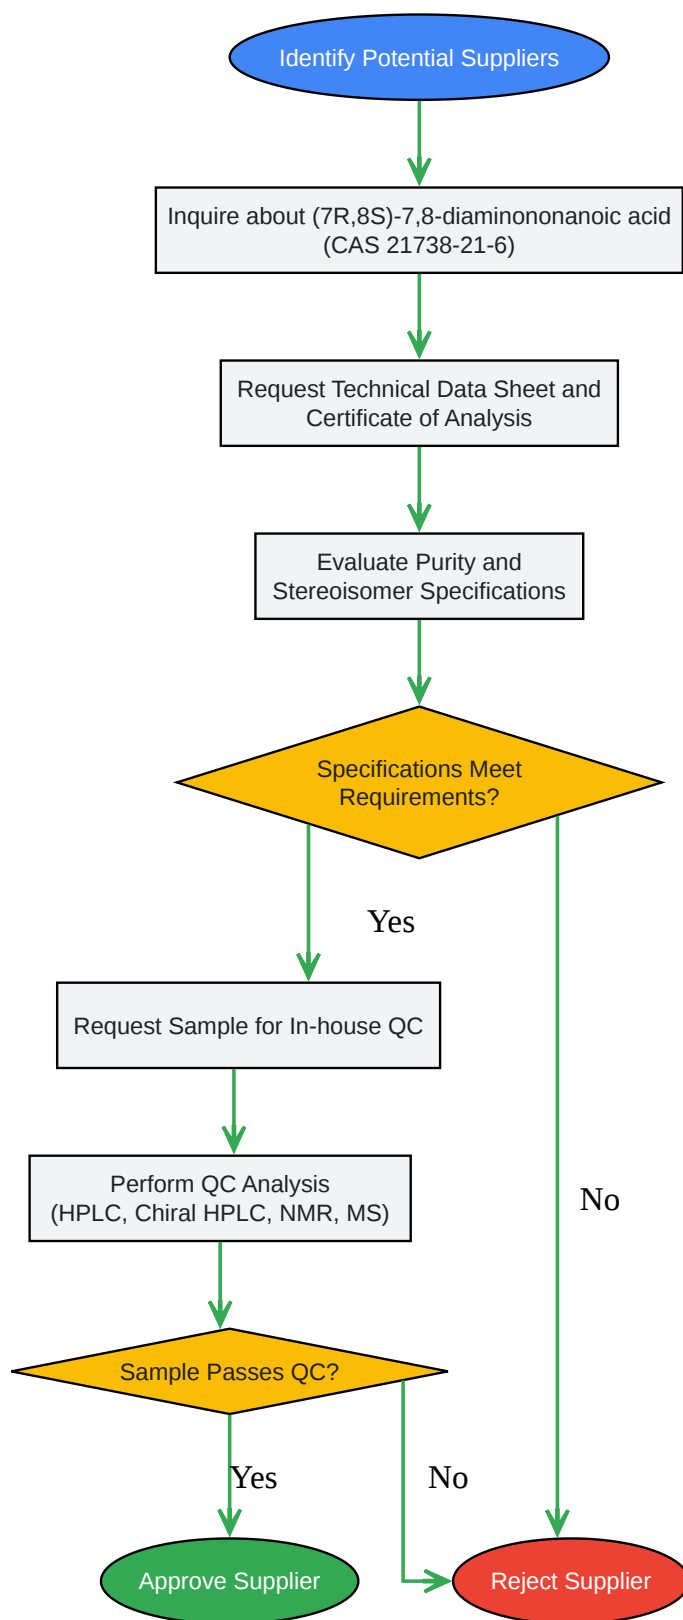 Identify Potential Suppliers
Inquire about (7R,8S)-7,8-diaminononanoic acid
(CAS 21738-21-6)
Request Technical Data Sheet and
Certificate of Analysis
Evaluate Purity and
Stereoisomer Specifications
Specifications Meet
Requirements?
Yes
Request Sample for In-house QC
Perform QC Analysis
(HPLC, Chiral HPLC, NMR, MS)
No
Sample Passes QC?
Yes
No
Approve Supplier
Reject Supplier